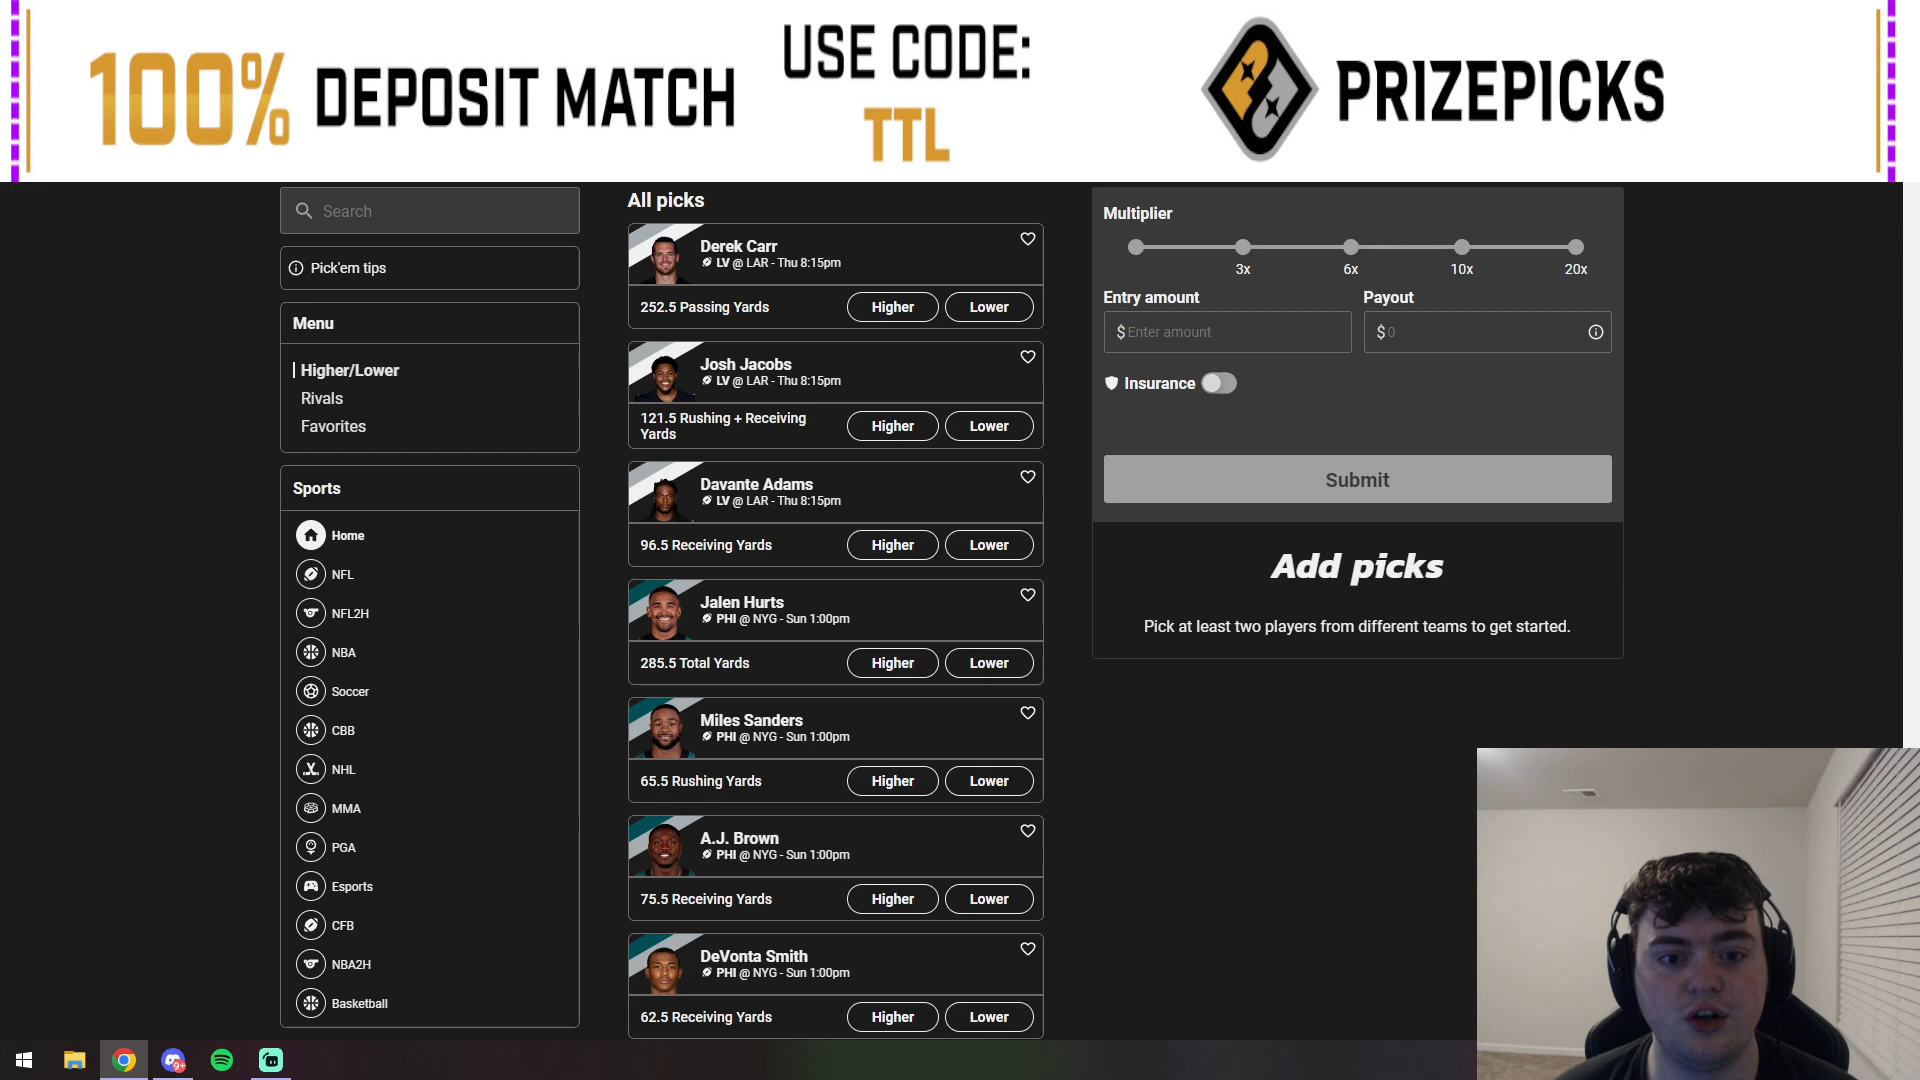 100% DEPOSIT MATCH
USE CODE:
TTL
PRIZEPICKS
Search
Pick'em tips
Menu
Higher/Lower
Rivals
Favorites
Sports
Home
NFL
NFL2H
NBA
Soccer
CBB
NHL
MMA
PGA
Esports
CFB
NBA2H
Basketball
All picks
Derek Carr
LV @ LAR - Thu 8:15pm
252.5 Passing Yards
Higher
Lower
Josh Jacobs
LV @ LAR - Thu 8:15pm
121.5 Rushing + Receiving
Yards
Higher
Lower
Davante Adams
LV @ LAR - Thu 8:15pm
96.5 Receiving Yards
Higher
Lower
Jalen Hurts
PHI @ NYG - Sun 1:00pm
285.5 Total Yards
Higher
Lower
Miles Sanders
PHI @ NYG - Sun 1:00pm
65.5 Rushing Yards
Higher
Lower
A.J. Brown
PHI @ NYG - Sun 1:00pm
75.5 Receiving Yards
Higher
Lower
DeVonta Smith
PHI @ NYG - Sun 1:00pm
62.5 Receiving Yards
Higher
Lower
Multiplier
3x
6x
10x
20x
Entry amount
Payout
$ Enter amount
$ 0
Insurance
Submit
Add picks
Pick at least two players from different teams to get started.
9+